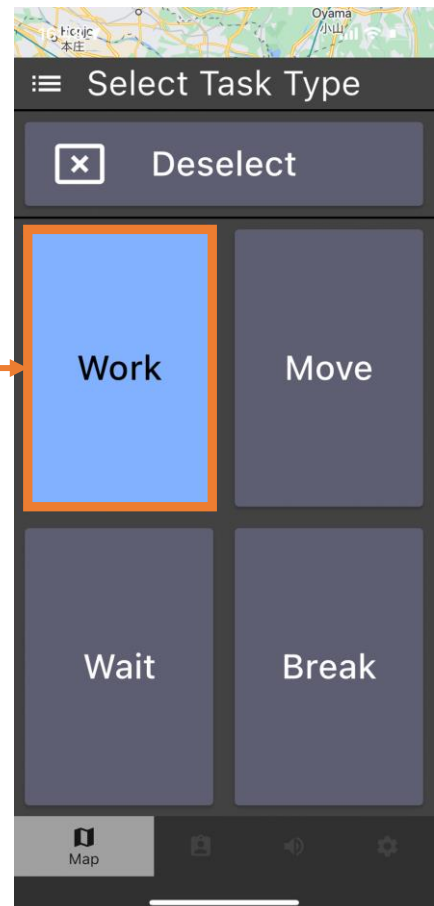 Oyama
小山
本庄
Select Task Type
Deselect
Work
Move
Wait
Break
Map